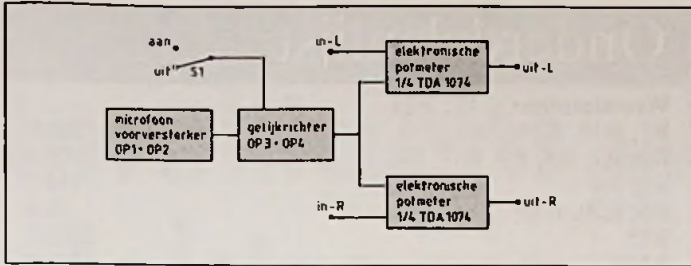 aan
uit S1
microfoon
voorversterker
OP1 - OP2
gelijkrichter
OP3 - OP4
in-L
elektronische
potmeter
1/4 TDA 1074
uit-L
elektronische
potmeter
1/4 TDA 1074
in-R
uit-R